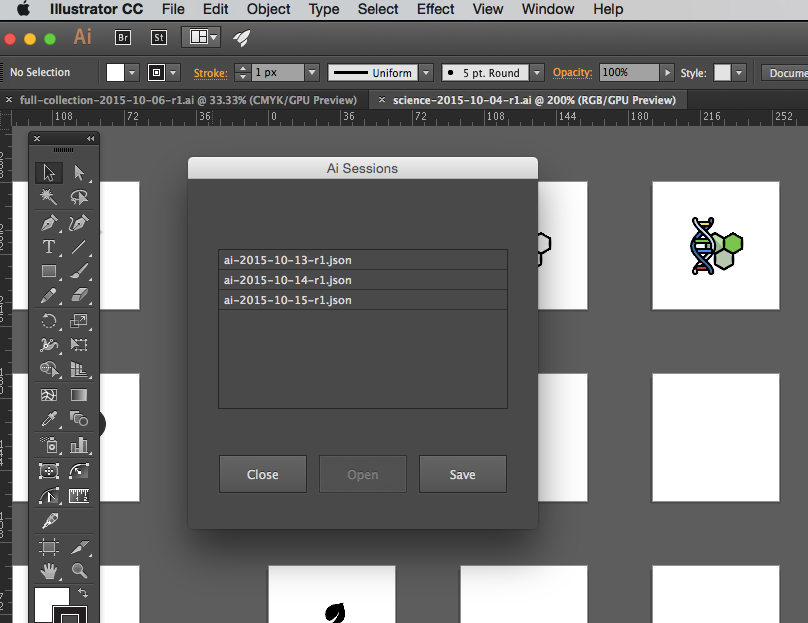 Illustrator CC File Edit Object Type Select Effect View Window Help
Ai Br St
No Selection Stroke: 1 px Uniform 5 pt. Round Opacity: 100% Style: Docume
× full-collection-2015-10-06-r1.ai @ 33.33% (CMYK/GPU Preview) × science-2015-10-04-r1.ai @ 200% (RGB/GPU Preview)
108 72 36 0 36 72 108 144 180 216 252
Ai Sessions
ai-2015-10-13-r1.json
ai-2015-10-14-r1.json
ai-2015-10-15-r1.json
Close Open Save